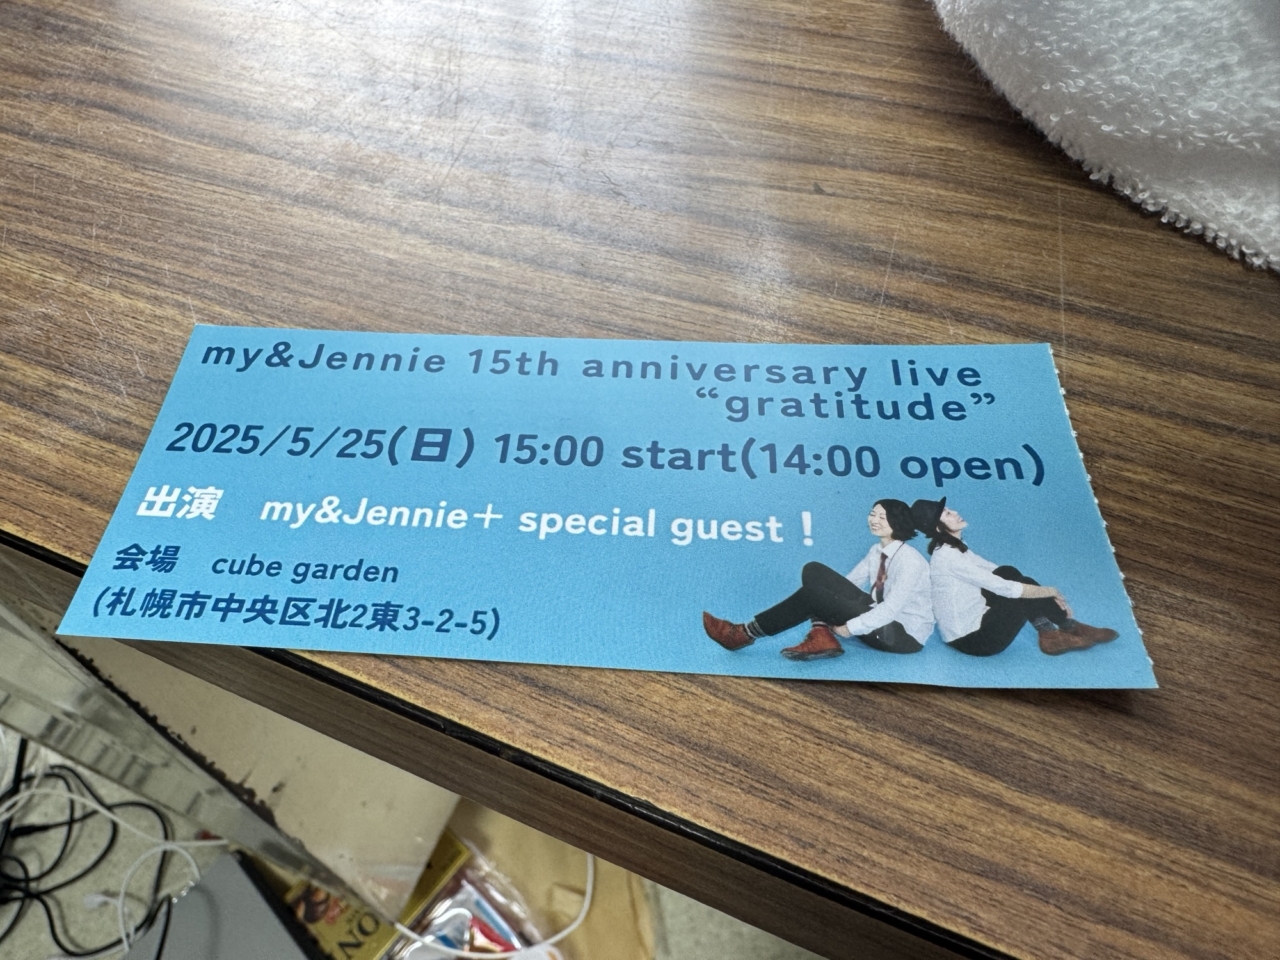 my&Jennie 15th anniversary live
“gratitude”
2025/5/25(日) 15:00 start(14:00 open)
出演　my&Jennie＋ special guest！
会場　cube garden
(札幌市中央区北2東3-2-5)